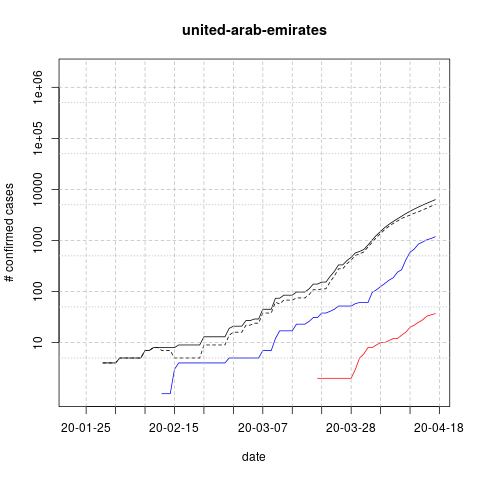 united-arab-emirates
# confirmed cases
1e+06
1e+05
10000
1000
100
10
20-01-25 20-02-15 20-03-07 20-03-28 20-04-18
date